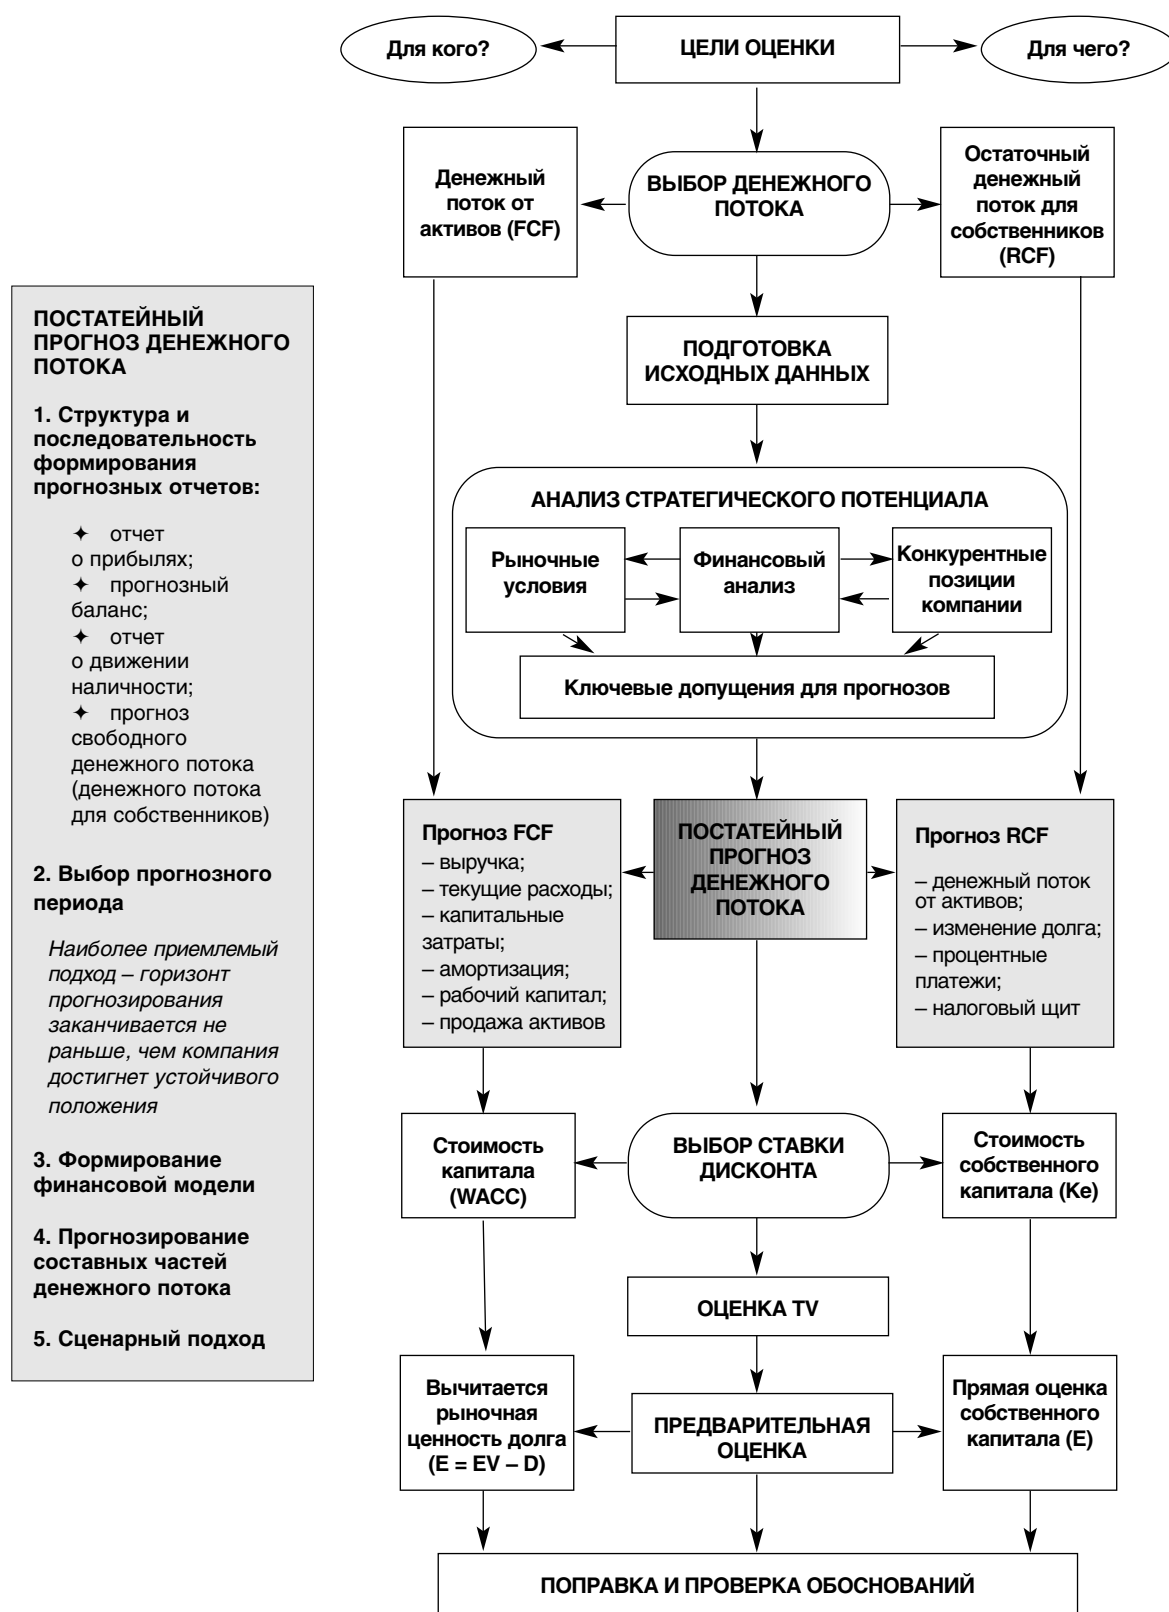 Для кого?
ЦЕЛИ ОЦЕНКИ
Для чего?
Денежный
поток от
активов (FCF)
ВЫБОР ДЕНЕЖНОГО
ПОТОКА
Остаточный
денежный
поток для
собственников
(RCF)
ПОДГОТОВКА
ИСХОДНЫХ ДАННЫХ
АНАЛИЗ СТРАТЕГИЧЕСКОГО ПОТЕНЦИАЛА
Рыночные
условия
Финансовый
анализ
Конкурентные
позиции
компании
Ключевые допущения для прогнозов
ПОСТАТЕЙНЫЙ
ПРОГНОЗ ДЕНЕЖНОГО
ПОТОКА
1. Структура и
последовательность
формирования
прогнозных отчетов:
✦ отчет
о прибылях;
✦ прогнозный
баланс;
✦ отчет
о движении
наличности;
✦ прогноз
свободного
денежного потока
(денежного потока
для собственников)
2. Выбор прогнозного
периода
Наиболее приемлемый
подход – горизонт
прогнозирования
заканчивается не
раньше, чем компания
достигнет устойчивого
положения
3. Формирование
финансовой модели
4. Прогнозирование
составных частей
денежного потока
5. Сценарный подход
Прогноз FCF
– выручка;
– текущие расходы;
– капитальные
затраты;
– амортизация;
– рабочий капитал;
– продажа активов
ПОСТАТЕЙНЫЙ
ПРОГНОЗ
ДЕНЕЖНОГО
ПОТОКА
Прогноз RCF
– денежный поток
от активов;
– изменение долга;
– процентные
платежи;
– налоговый щит
Стоимость
капитала
(WACC)
ВЫБОР СТАВКИ
ДИСКОНТА
Стоимость
собственного
капитала (Ke)
ОЦЕНКА TV
Вычитается
рыночная
ценность долга
(E = EV – D)
ПРЕДВАРИТЕЛЬНАЯ
ОЦЕНКА
Прямая оценка
собственного
капитала (E)
ПОПРАВКА И ПРОВЕРКА ОБОСНОВАНИЙ